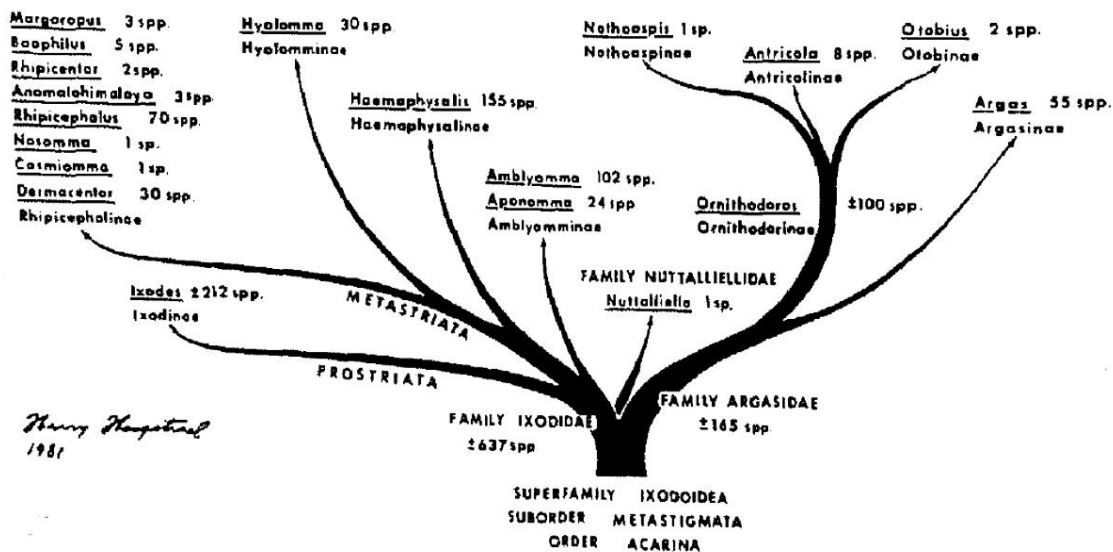 Margaropus 3 spp.
Boophilus 5 spp.
Rhipicentor 2 spp.
Anomalohimalaya 3 spp.
Rhipicephalus 70 spp.
Nosomma 1 sp.
Cosmiomma 1 sp.
Dermacentor 30 spp.
Rhipicephalinae
Hyalomma 30 spp.
Hyalomminae
Haemaphysalis 155 spp.
Haemaphysalinae
Amblyomma 102 spp.
Aponomma 24 spp
Amblyomminae
Nothoaspis 1 sp.
Nothoaspinae
Antricola 8 spp.
Antricolinae
Otobius 2 spp.
Otobinae
Argas 55 spp.
Argasinae
Ornithodoros ±100 spp.
Ornithodorinae
FAMILY NUTTALLIELLIDAE
Nuttalliella 1 sp.
Ixodes ±212 spp.
Ixodinae
METASTRIATA
PROSTRIATA
FAMILY IXODIDAE
±637 spp
FAMILY ARGASIDAE
±165 spp.
Harry Hoogstraal
1981
SUPERFAMILY IXODOIDEA
SUBORDER METASTIGMATA
ORDER ACARINA